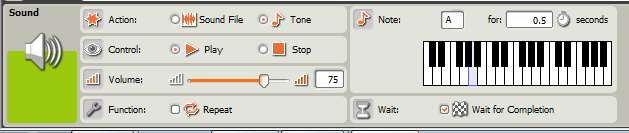 Sound
Action: Sound File Tone
Control: Play Stop
Volume: 75
Function: Repeat
Note: A for: 0.5 seconds
Wait: Wait for Completion